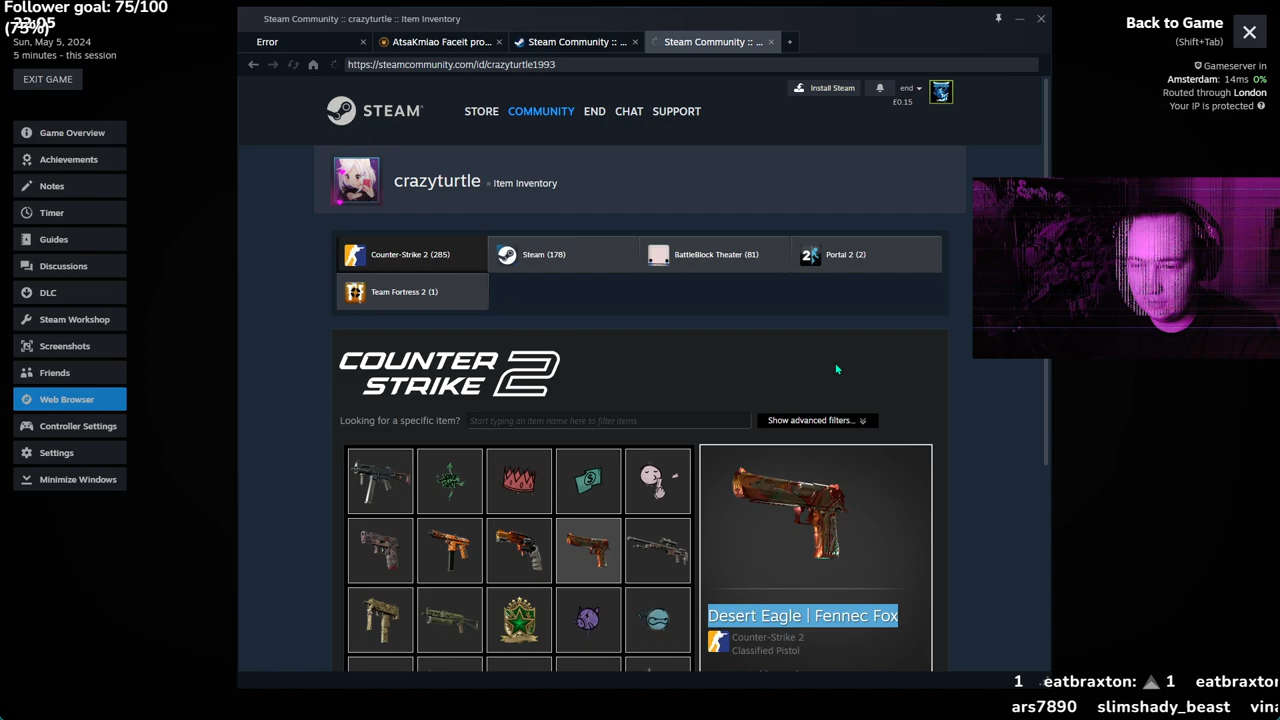 Follower goal: 75/100
(75%)
22:05
Sun, May 5, 2024
5 minutes - this session
EXIT GAME
Game Overview
Achievements
Notes
Timer
Guides
Discussions
DLC
Steam Workshop
Screenshots
Friends
Web Browser
Controller Settings
Settings
Minimize Windows
Steam Community :: crazyturtle :: Item Inventory
Error
AtsaKmiao Faceit pro...
Steam Community :: ...
Steam Community :: ...
https://steamcommunity.com/id/crazyturtle1993
Install Steam
end
£0.15
STEAM
STORE COMMUNITY END CHAT SUPPORT
crazyturtle » Item Inventory
Counter-Strike 2 (285)
Steam (178)
BattleBlock Theater (81)
Portal 2 (2)
Team Fortress 2 (1)
COUNTER
STRIKE 2
Looking for a specific item?
Start typing an item name here to filter items
Show advanced filters...
Desert Eagle | Fennec Fox
Counter-Strike 2
Classified Pistol
Back to Game
(Shift+Tab)
Gameserver in
Amsterdam: 14ms 0%
Routed through London
Your IP is protected
1 eatbraxton: 1 eatbraxton
ars7890 slimshady_beast vina